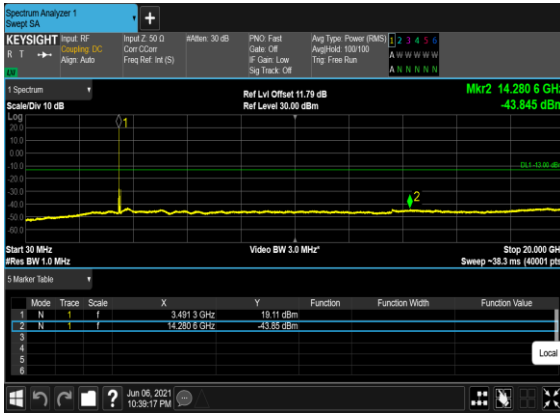 Spectrum Analyzer 1
Swept SA
+
KEYSIGHT Input: RF Input Z: 50 Ω #Atten: 30 dB PNO: Fast Avg Type: Power (RMS) 1 2 3 4 5 6
R T Coupling: DC Corr CCorr Gate: Off Avg|Hold: 100/100 A W W W W W
Align: Auto Freq Ref: Int (S) IF Gain: Low Trig: Free Run
Sig Track: Off A N N N N N
1 Spectrum Ref Lvl Offset 11.79 dB Mkr2 14.280 6 GHz
Scale/Div 10 dB Ref Level 30.00 dBm -43.845 dBm
Log
20.0
10.0
0.00
-10.0
-20.0
-30.0
-40.0
-50.0
-60.0
1
DL1 -13.00 dBm
2
Start 30 MHz Video BW 3.0 MHz* Stop 20.000 GHz
#Res BW 1.0 MHz Sweep ~38.3 ms (40001 pts)
5 Marker Table
Mode Trace Scale X Y Function Function Width Function Value
1 N 1 f 3.491 3 GHz 19.11 dBm
2 N 1 f 14.280 6 GHz -43.85 dBm
3
4
5
6
Local
? Jun 06, 2021
10:39:17 PM